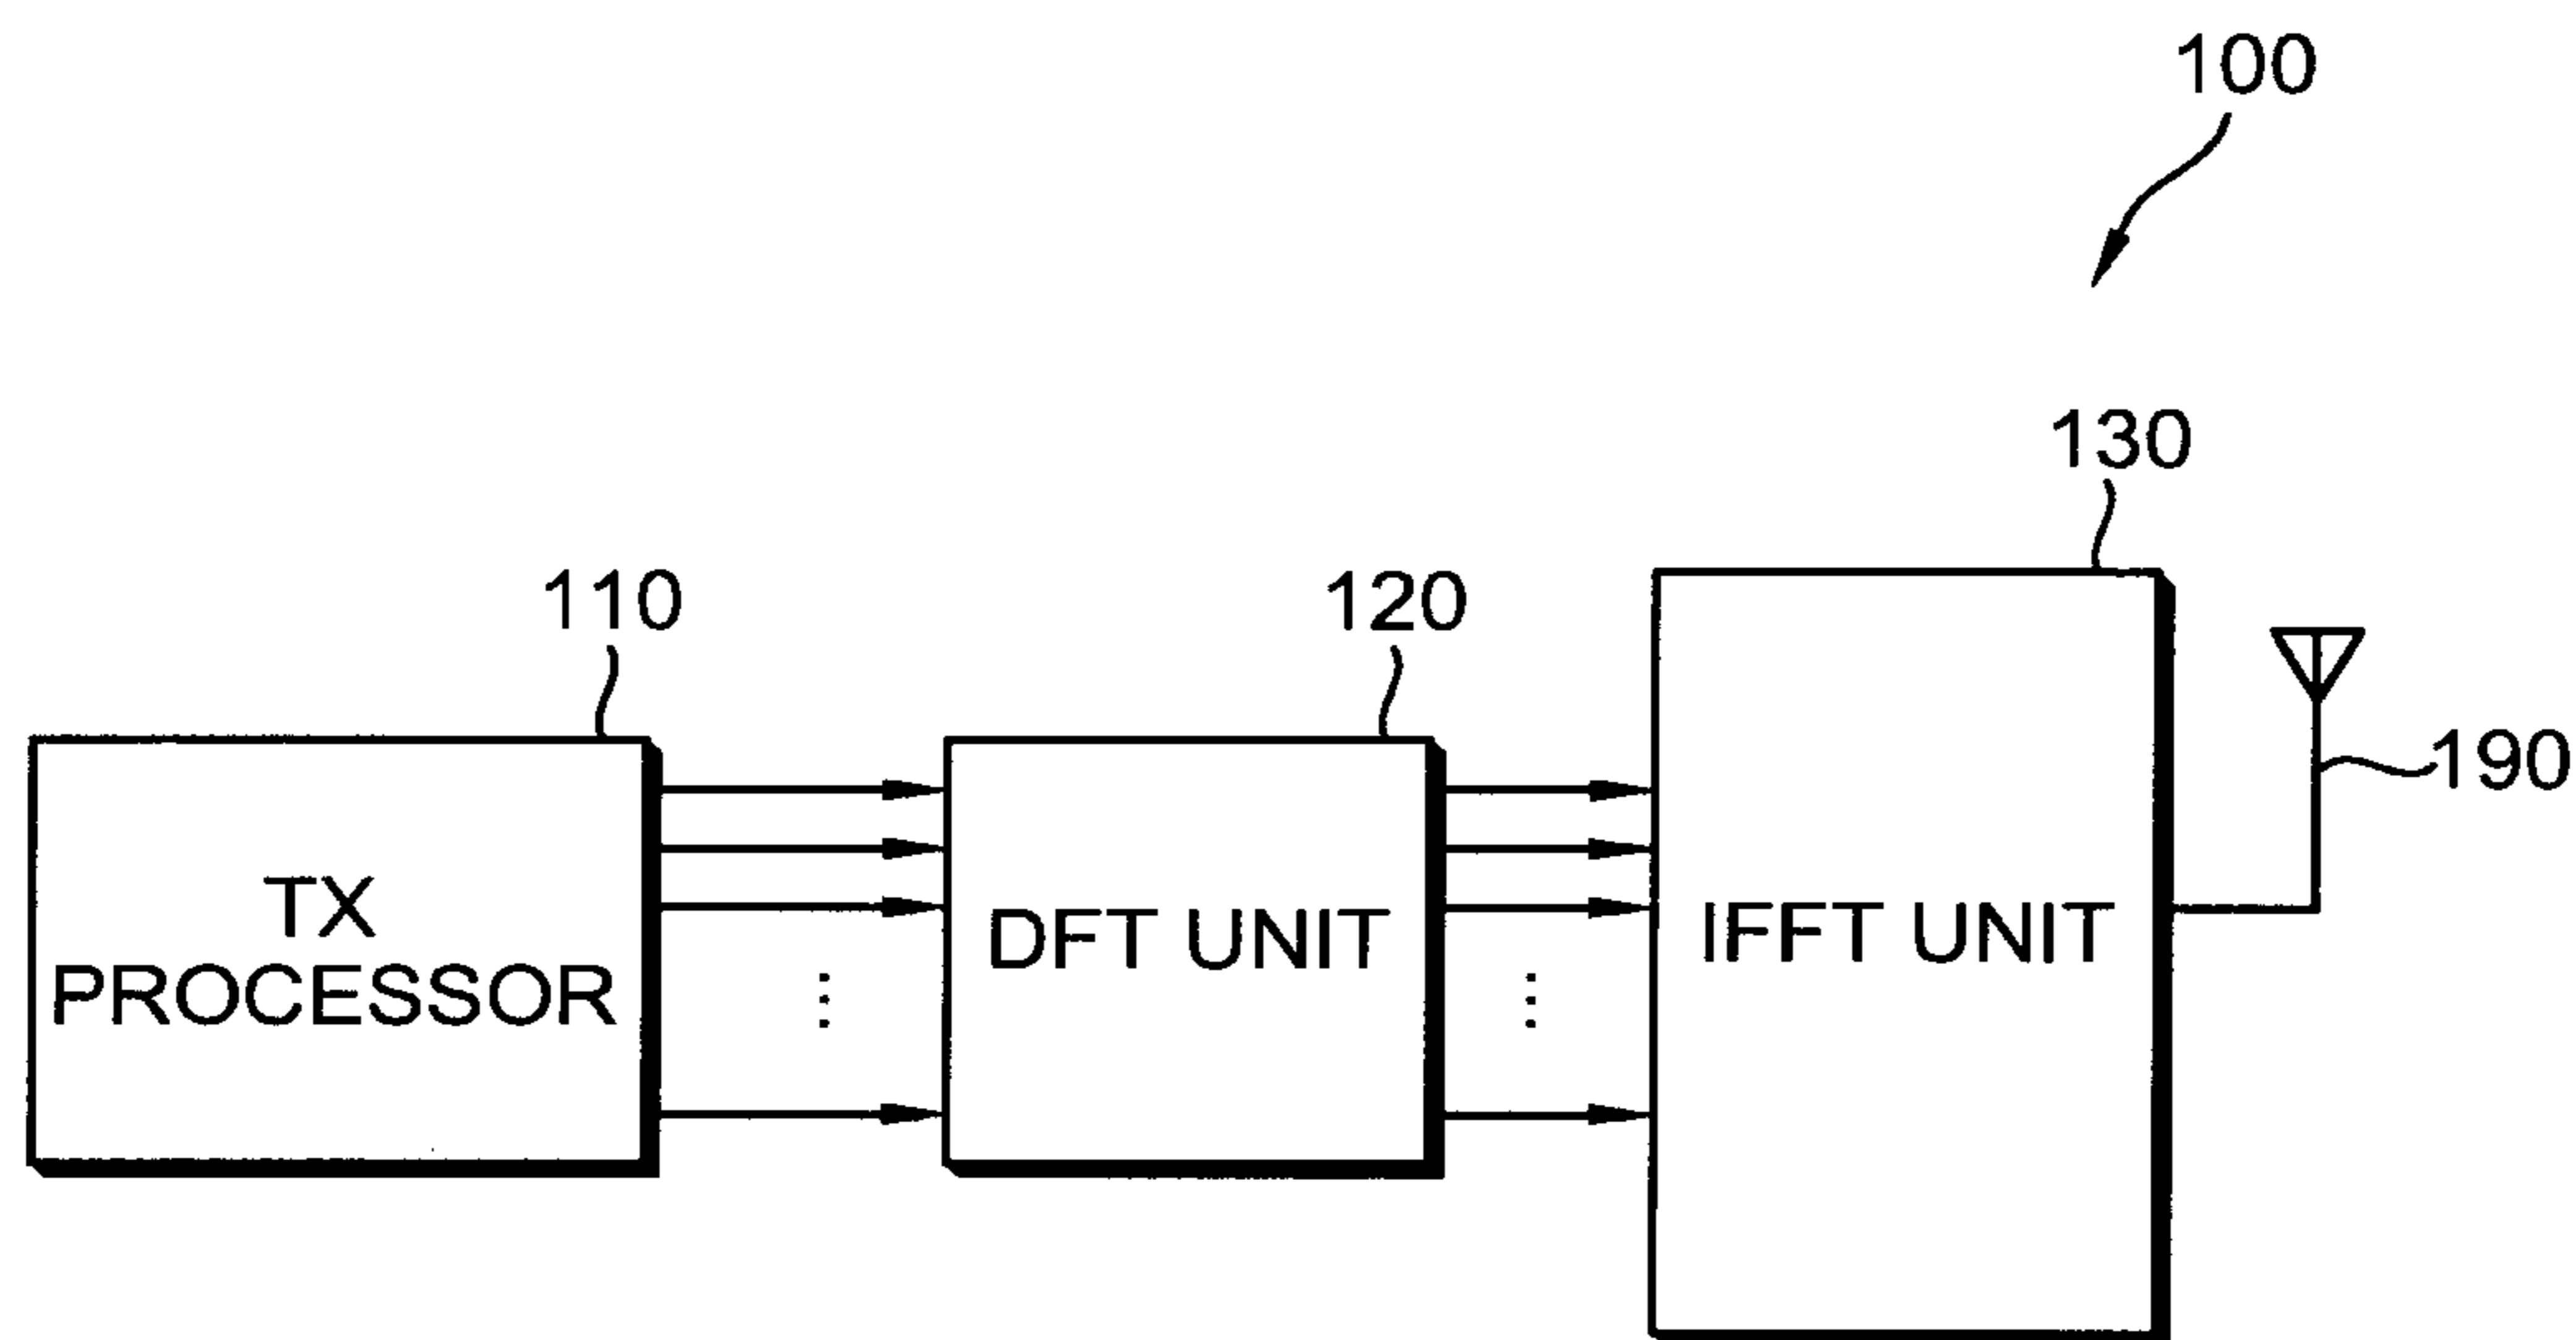 100
130
110
120
190
TX
PROCESSOR
DFT UNIT
IFFT UNIT